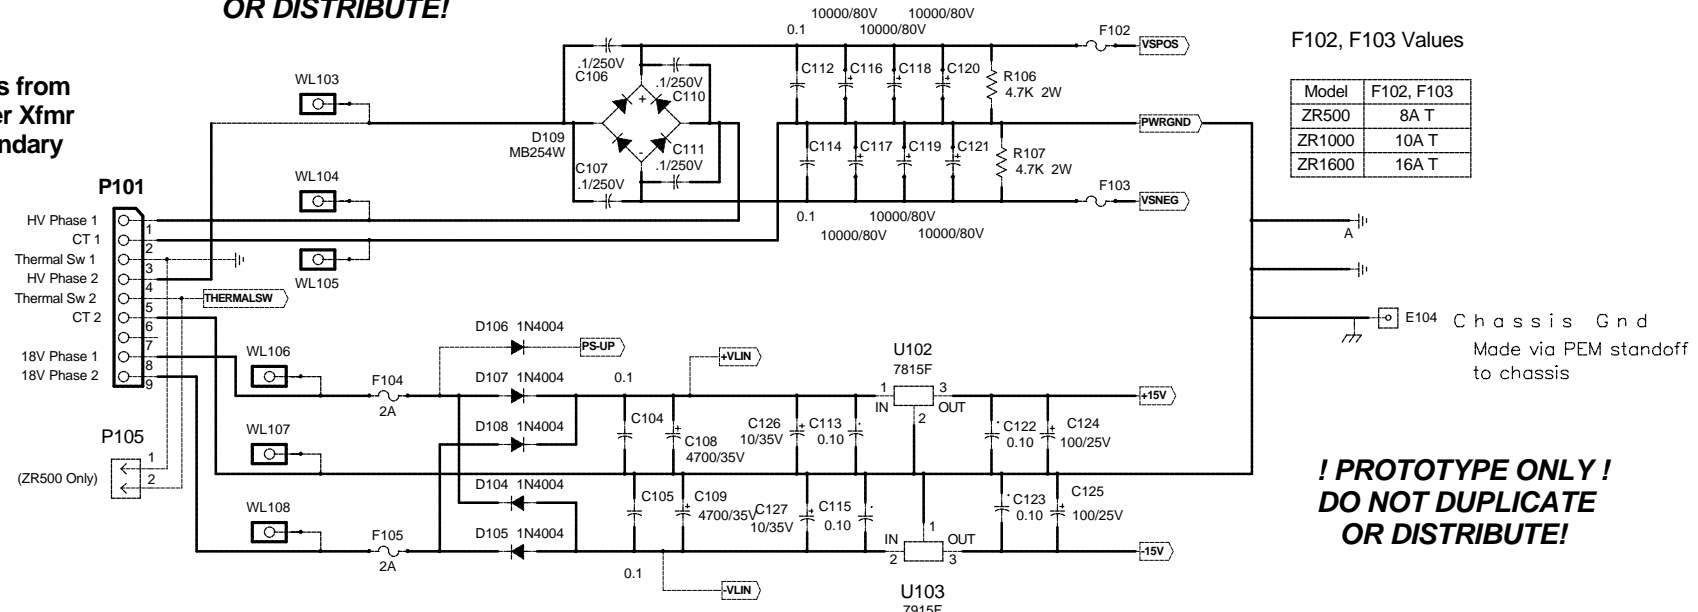 OR DISTRIBUTE!
s from
er Xfmr
ndary
10000/80V 10000/80V
0.1 10000/80V
F102
VSPOS
F102, F103 Values
Model F102, F103
ZR500 8A T
ZR1000 10A T
ZR1600 16A T
WL103
.1/250V
C106
.1/250V
C110
C112 C116 C118 C120
R106
4.7K 2W
+
D109
MB254W
-
C107
.1/250V
C111
.1/250V
PWRGND
C114 C117 C119 C121
R107
4.7K 2W
WL104
F103
VSNEG
0.1 10000/80V
10000/80V 10000/80V
WL105
P101
HV Phase 1 1
CT 1 2
Thermal Sw 1 3
HV Phase 2 4
Thermal Sw 2 5
CT 2 6
7
18V Phase 1 8
18V Phase 2 9
THERMALSW
A
E104 Chassis Gnd
Made via PEM standoff
to chassis
D106 1N4004
PS-UP
+VLIN
WL106
F104
2A
D107 1N4004
0.1
U102
7815F
1 3
IN OUT
2
+15V
WL107
D108 1N4004
C104
C108
4700/35V
C126
10/35V
C113
0.10
C122
0.10
C124
100/25V
P105
(ZR500 Only)
1
2
WL108
D104 1N4004
C105
C109
4700/35V
C127
10/35V
C115
0.10
C123
0.10
C125
100/25V
F105
2A
D105 1N4004
0.1
-VLIN
1
IN OUT
2 3
U103
7915F
-15V
! PROTOTYPE ONLY !
DO NOT DUPLICATE
OR DISTRIBUTE!